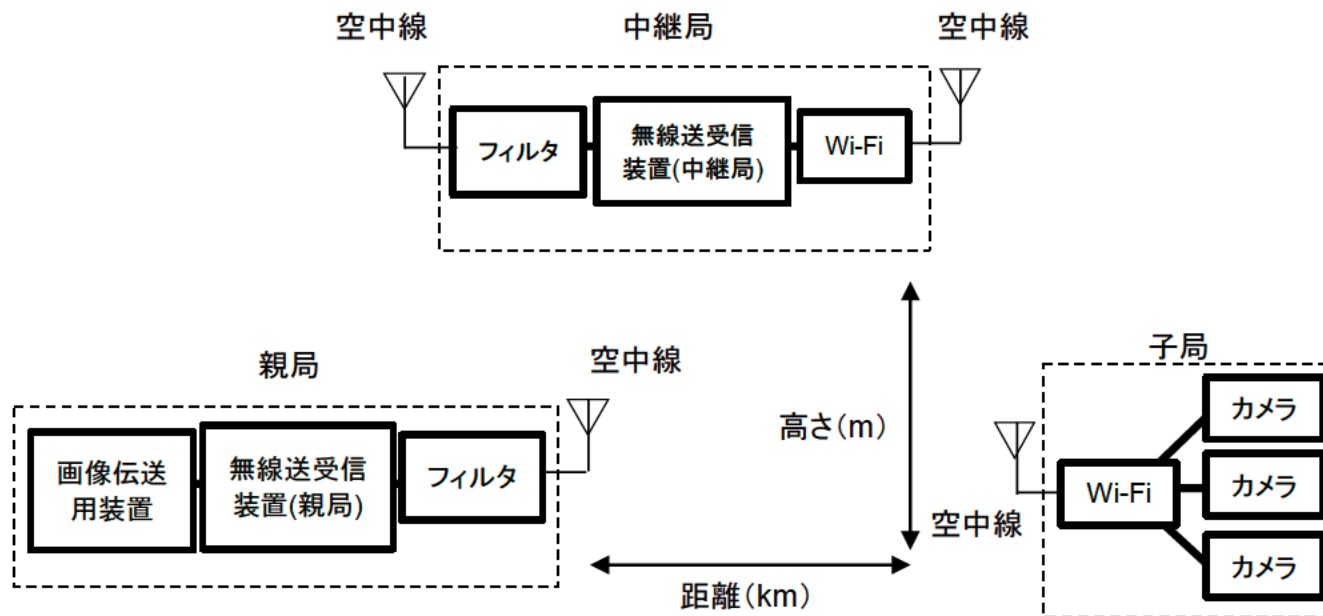 空中線
中継局
空中線
フィルタ
無線送受信
装置(中継局)
Wi-Fi
親局
空中線
画像伝送
用装置
無線送受信
装置(親局)
フィルタ
高さ(m)
距離(km)
子局
空中線
Wi-Fi
カメラ
カメラ
カメラ